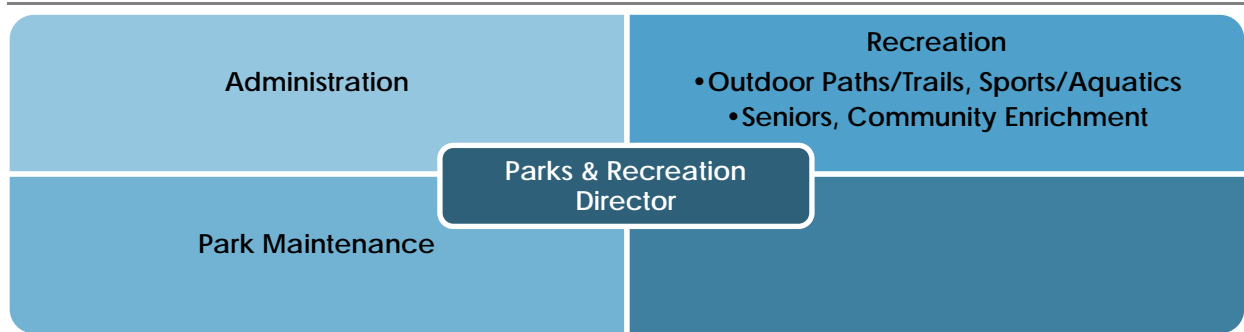 Administration
Recreation
•Outdoor Paths/Trails, Sports/Aquatics
•Seniors, Community Enrichment
Parks & Recreation
Director
Park Maintenance